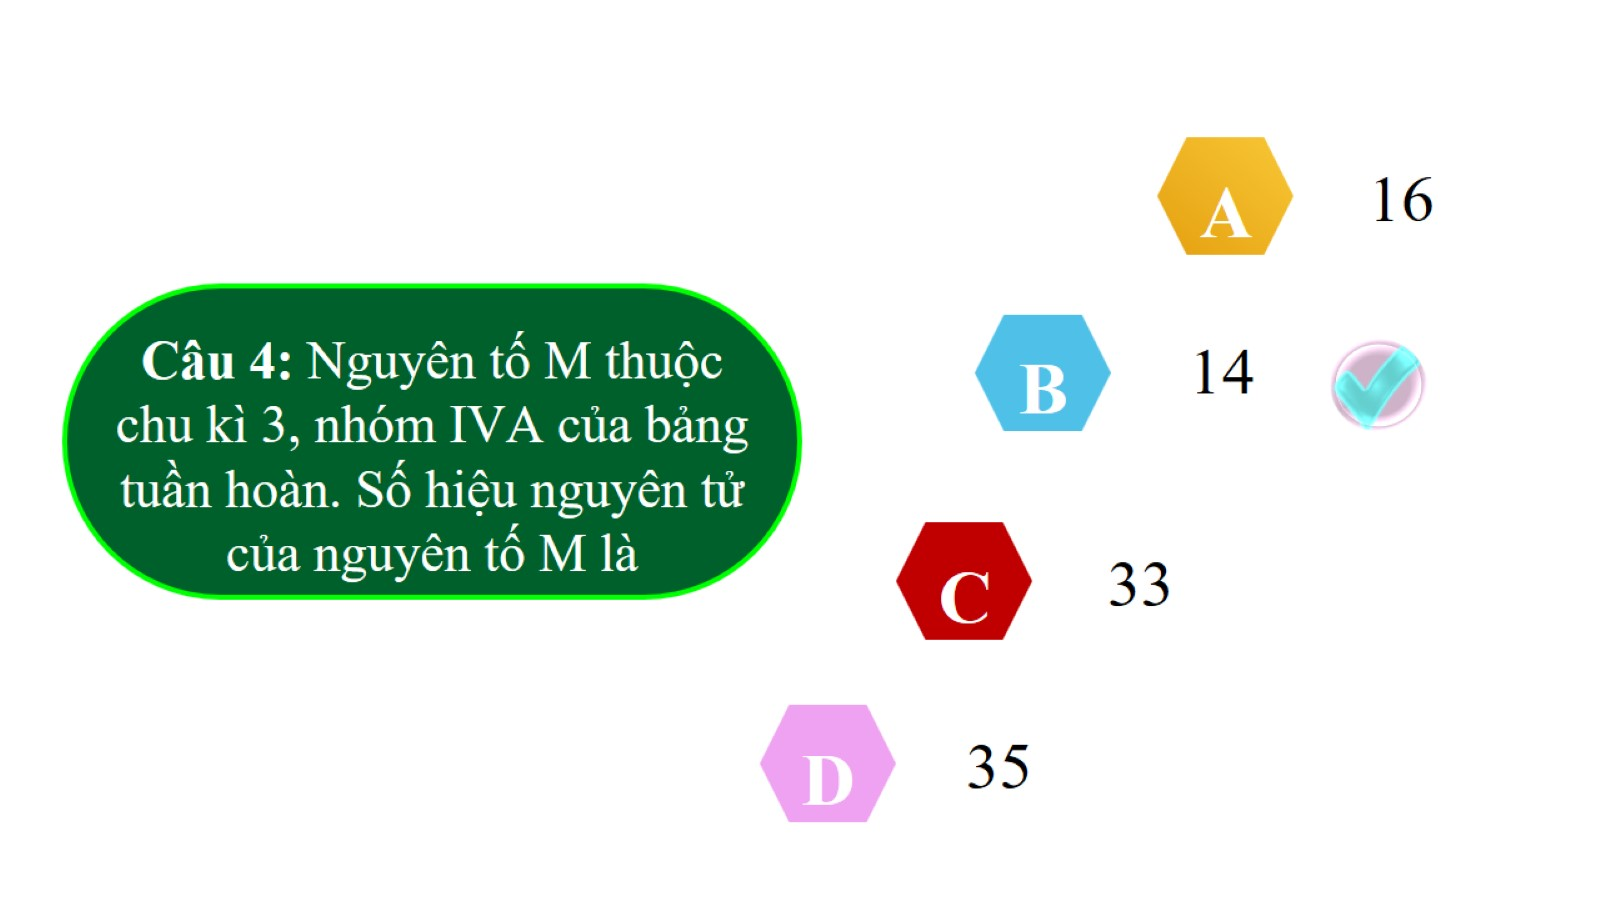 Câu 4: Nguyên tố M thuộc
chu kì 3, nhóm IVA của bảng
tuần hoàn. Số hiệu nguyên tử
của nguyên tố M là
A 16
B 14
C 33
D 35